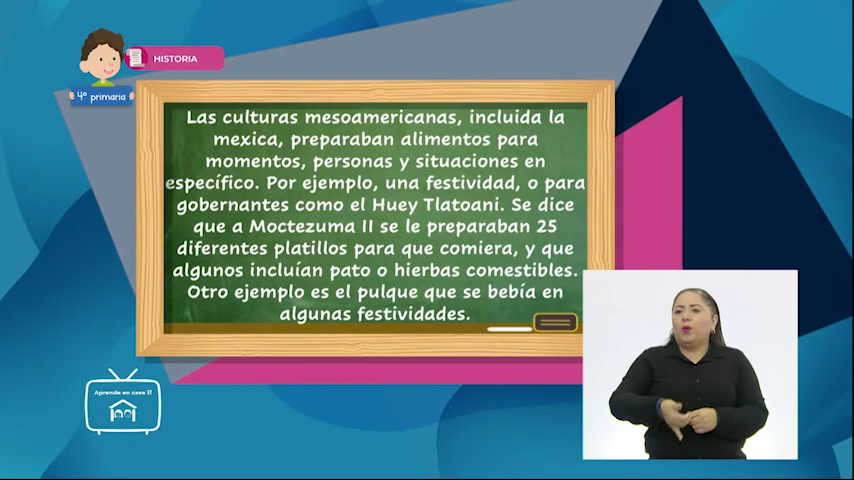 HISTORIA
4° primaria
Las culturas mesoamericanas, incluida la
mexica, preparaban alimentos para
momentos, personas y situaciones en
específico. Por ejemplo, una festividad, o para
gobernantes como el Huey Tlatoani. Se dice
que a Moctezuma II se le preparaban 25
diferentes platillos para que comiera, y que
algunos incluían pato o hierbas comestibles.
Otro ejemplo es el pulque que se bebía en
algunas festividades.
Aprende en casa II